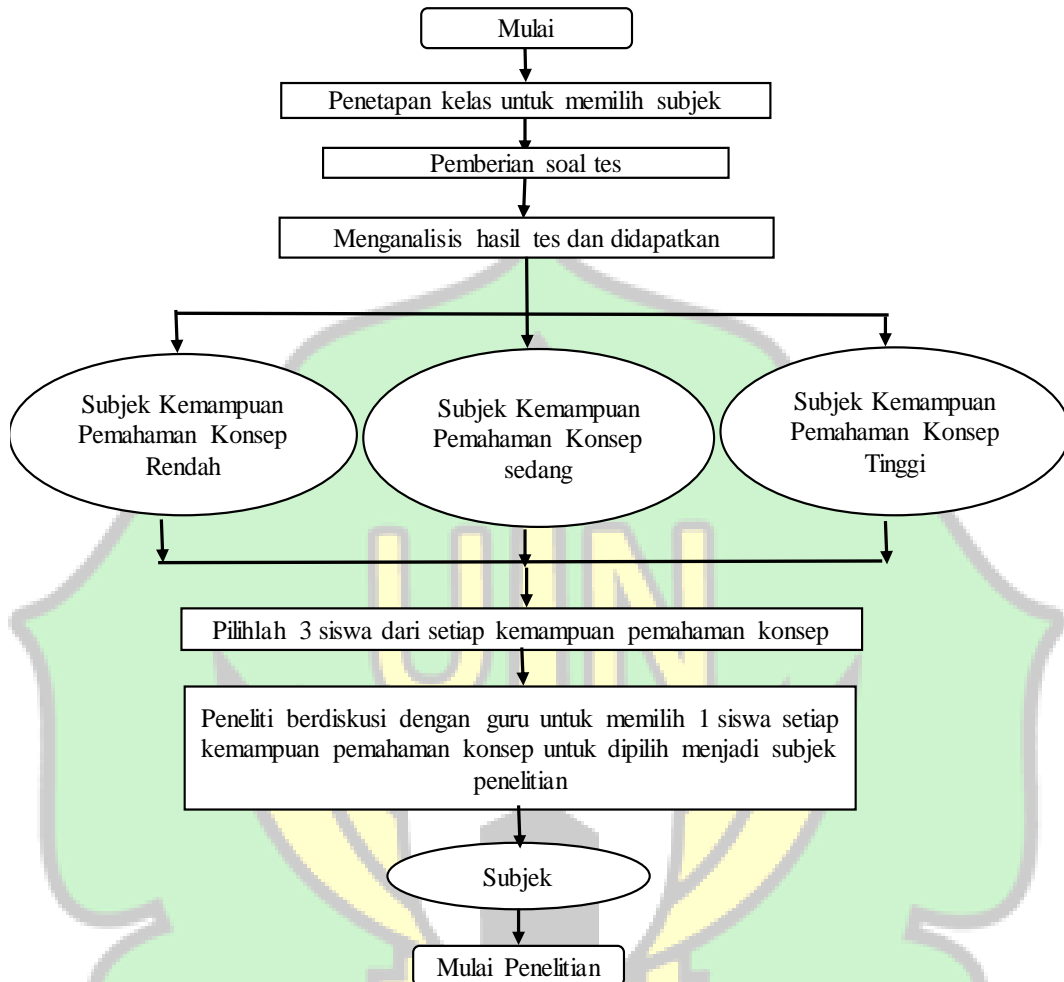 Mulai
Penetapan kelas untuk memilih subjek
Pemberian soal tes
Menganalisis hasil tes dan didapatkan
Subjek Kemampuan
Pemahaman Konsep
Rendah
Subjek Kemampuan
Pemahaman Konsep
sedang
Subjek Kemampuan
Pemahaman Konsep
Tinggi
UIN
Pilihlah 3 siswa dari setiap kemampuan pemahaman konsep
Peneliti berdiskusi dengan guru untuk memilih 1 siswa setiap
kemampuan pemahaman konsep untuk dipilih menjadi subjek
penelitian
Subjek
Mulai Penelitian